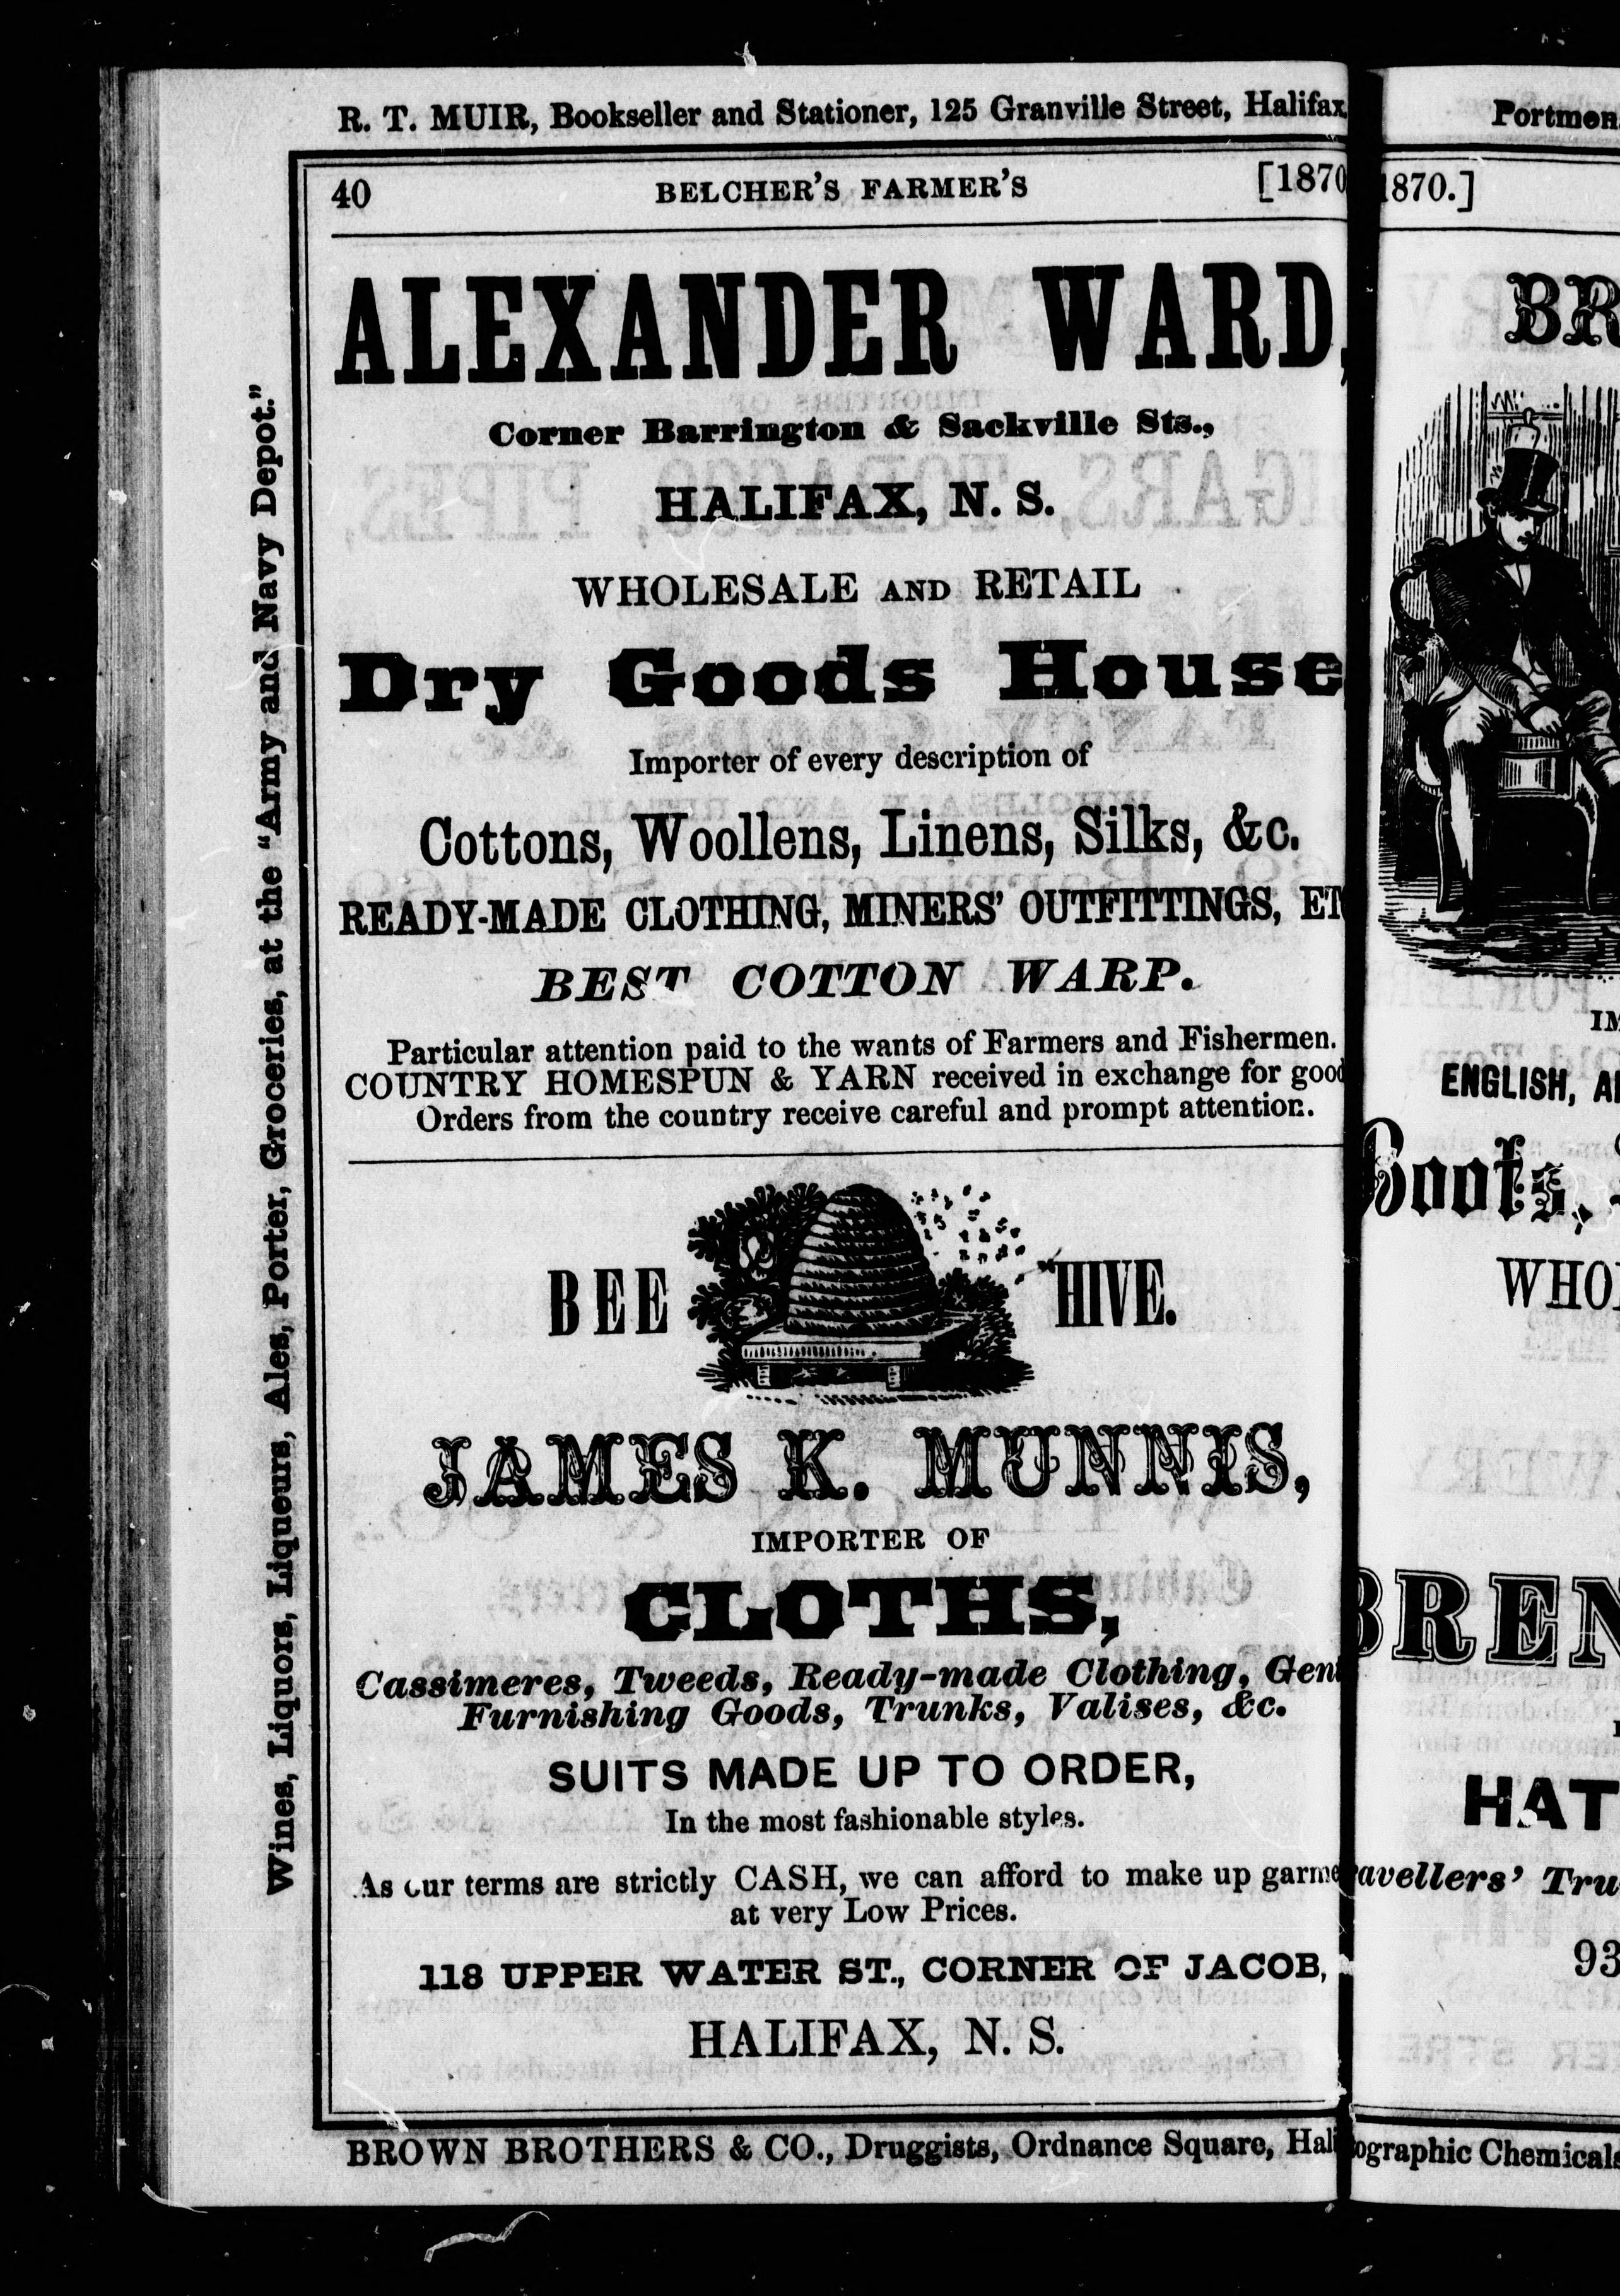 R. T. MUIR, Bookseller and Stationer, 125 Granville Street, Halifax
40
BELCHER'S FARMER'S
[1870
ALEXANDER WARD,
Corner Barrington & Sackville Sts.,
HALIFAX, N. S.
WHOLESALE AND RETAIL
Dry Goods House
Importer of every description of
Cottons, Woollens, Linens, Silks, &c.
READY-MADE CLOTHING, MINERS' OUTFITTINGS, ET
BEST COTTON WARP.
Particular attention paid to the wants of Farmers and Fishermen.
COUNTRY HOMESPUN & YARN received in exchange for good
Orders from the country receive careful and prompt attention.
BEE HIVE.
JAMES K. MUNNIS,
IMPORTER OF
CLOTHS,
Cassimeres, Tweeds, Ready-made Clothing, Gen
Furnishing Goods, Trunks, Valises, &c.
SUITS MADE UP TO ORDER,
In the most fashionable styles.
As our terms are strictly CASH, we can afford to make up garme
at very Low Prices.
118 UPPER WATER ST., CORNER OF JACOB,
HALIFAX, N. S.
BROWN BROTHERS & CO., Druggists, Ordnance Square, Hali
Wines, Liquors, Liqueurs, Ales, Porter, Groceries, at the "Army and Navy Depot."
Portmen
1870.]
BR
IM
ENGLISH, A
Boots,
WHO
BREN
HAT
avellers' Tru
93
ographic Chemicals